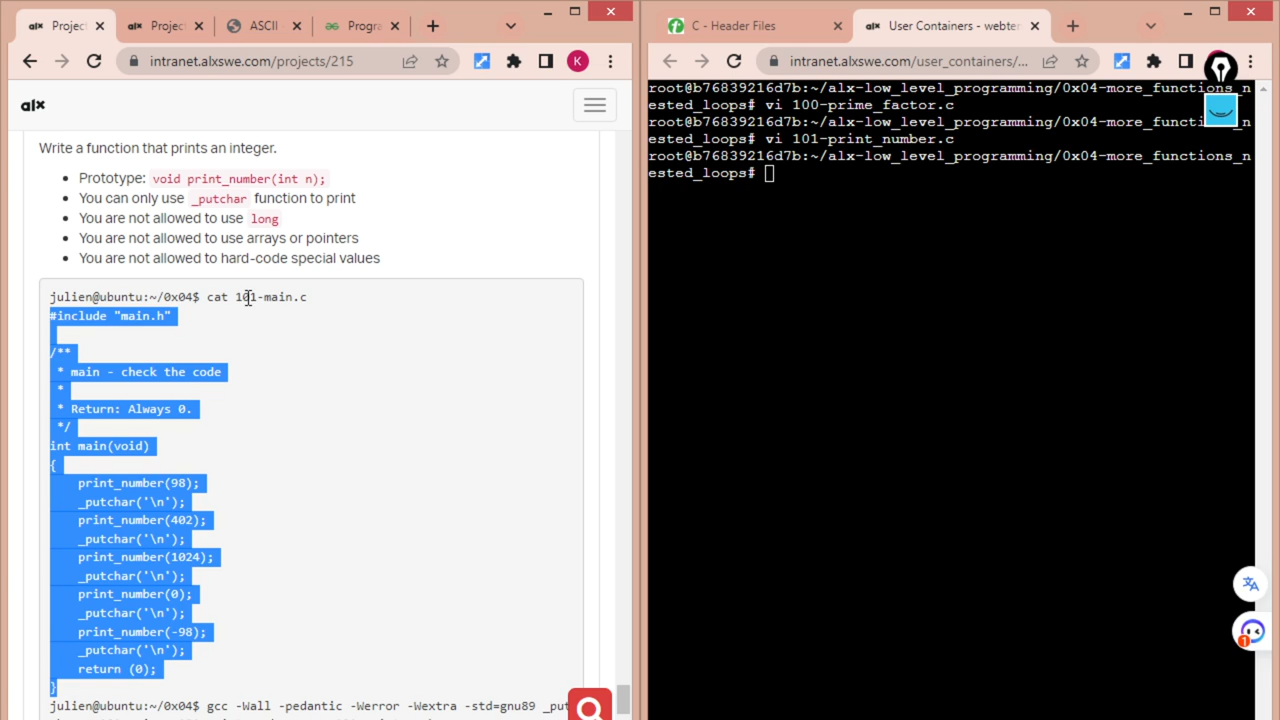 Projec
Projec
ASCII
Progra
intranet.alxswe.com/projects/215
K
alx
Write a function that prints an integer.
Prototype: void print_number(int n);
You can only use _putchar function to print
You are not allowed to use long
You are not allowed to use arrays or pointers
You are not allowed to hard-code special values
julien@ubuntu:~/0x04$ cat 101-main.c
#include "main.h"
/**
* main - check the code
*
* Return: Always 0.
*/
int main(void)
{
print_number(98);
_putchar('\n');
print_number(402);
_putchar('\n');
print_number(1024);
_putchar('\n');
print_number(0);
_putchar('\n');
print_number(-98);
_putchar('\n');
return (0);
}
julien@ubuntu:~/0x04$ gcc -Wall -pedantic -Werror -Wextra -std=gnu89 _put
C - Header Files
User Containers - webter
intranet.alxswe.com/user_containers/...
root@b76839216d7b:~/alx-low_level_programming/0x04-more_functions_n
ested_loops# vi 100-prime_factor.c
root@b76839216d7b:~/alx-low_level_programming/0x04-more_functi
ested_loops# vi 101-print_number.c
root@b76839216d7b:~/alx-low_level_programming/0x04-more_functions_n
ested_loops#
1